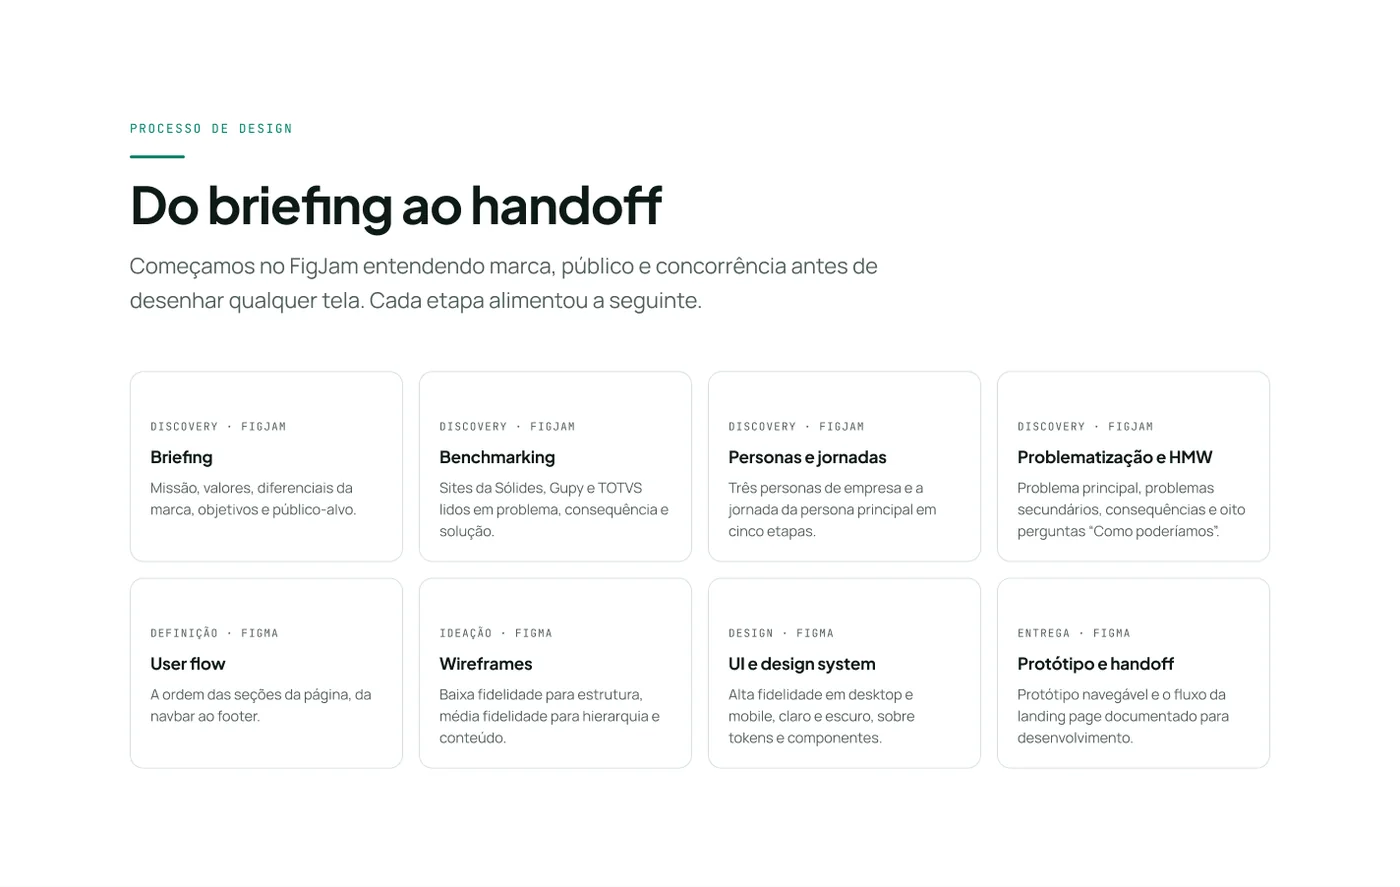 PROCESSO DE DESIGN
Do briefing ao handoff
Começamos no FigJam entendendo marca, público e concorrência antes de
desenhar qualquer tela. Cada etapa alimentou a seguinte.
DISCOVERY · FIGJAM
Briefing
Missão, valores, diferenciais da
marca, objetivos e público-alvo.
DISCOVERY · FIGJAM
Benchmarking
Sites da Sólides, Gupy e TOTVS
lidos em problema, consequência e
solução.
DISCOVERY · FIGJAM
Personas e jornadas
Três personas de empresa e a
jornada da persona principal em
cinco etapas.
DISCOVERY · FIGJAM
Problematização e HMW
Problema principal, problemas
secundários, consequências e oito
perguntas “Como poderíamos”.
DEFINIÇÃO · FIGMA
User flow
A ordem das seções da página, da
navbar ao footer.
IDEAÇÃO · FIGMA
Wireframes
Baixa fidelidade para estrutura,
média fidelidade para hierarquia e
conteúdo.
DESIGN · FIGMA
UI e design system
Alta fidelidade em desktop e
mobile, claro e escuro, sobre
tokens e componentes.
ENTREGA · FIGMA
Protótipo e handoff
Protótipo navegável e o fluxo da
landing page documentado para
desenvolvimento.